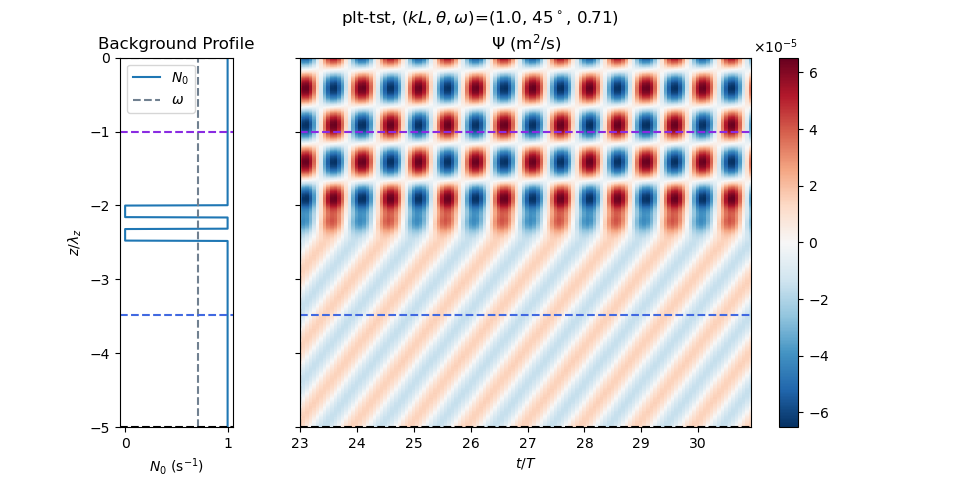 plt-tst, (kL, θ, ω)=(1.0, 45°, 0.71)
Background Profile
Ψ (m²/s)
×10⁻⁵
N₀
ω
0
−1
−2
−3
−4
−5
z/λ_z
0 1
N₀ (s⁻¹)
23 24 25 26 27 28 29 30
t/T
6
4
2
0
−2
−4
−6